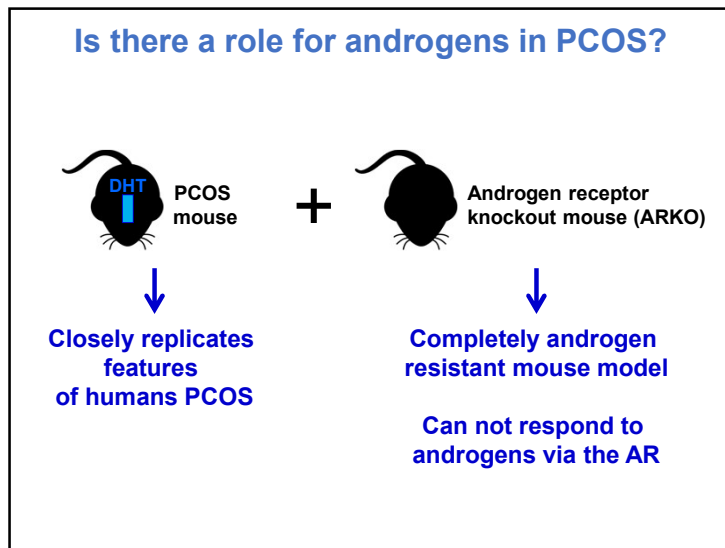 Is there a role for androgens in PCOS?
DHT
PCOS
mouse
+
Androgen receptor
knockout mouse (ARKO)
Closely replicates
features
of humans PCOS
Completely androgen
resistant mouse model
Can not respond to
androgens via the AR